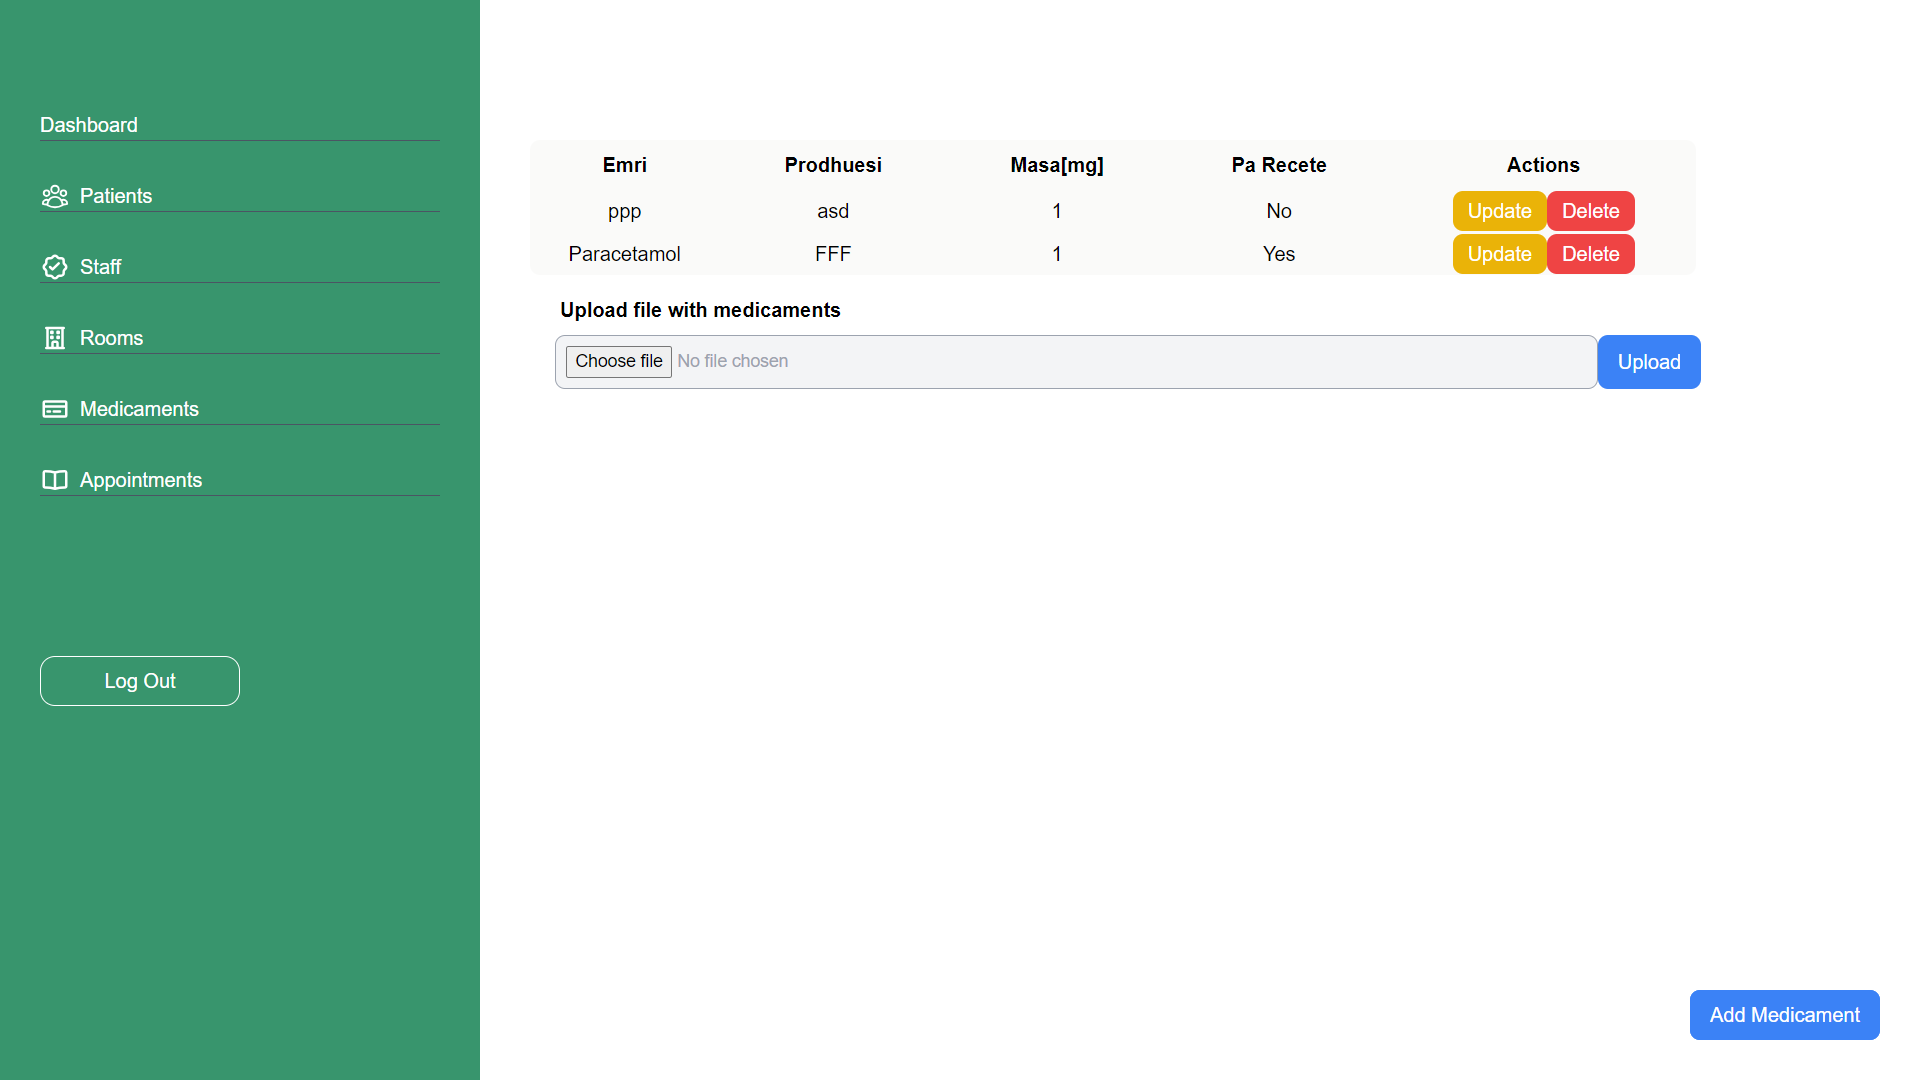 Dashboard
Patients
Staff
Rooms
Medicaments
Appointments
Log Out
Emri Prodhuesi Masa[mg] Pa Recete Actions
ppp asd 1 No Update Delete
Paracetamol FFF 1 Yes Update Delete
Upload file with medicaments
Choose file No file chosen Upload
Add Medicament